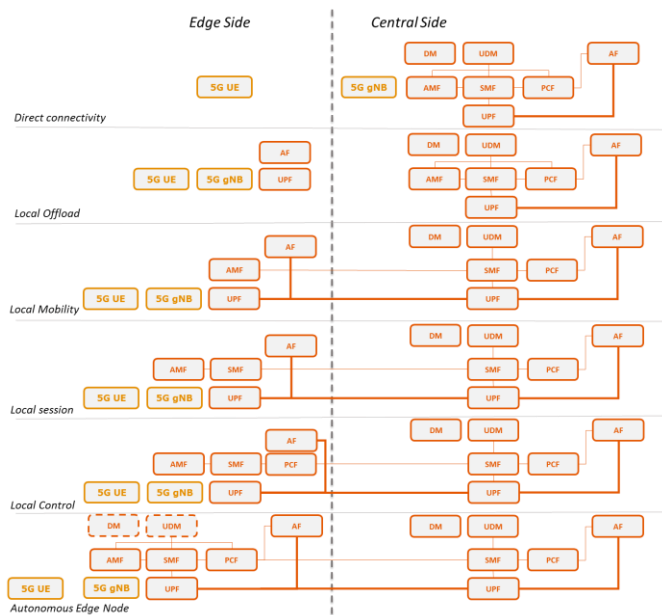 Edge Side Central Side
DM UDM AF
5G UE 5G gNB AMF SMF PCF
Direct connectivity UPF
AF DM UDM AF
5G UE 5G gNB UPF AMF SMF PCF
Local Offload UPF
AF DM UDM AF
AMF SMF PCF
Local Mobility 5G UE 5G gNB UPF UPF
AF DM UDM AF
AMF SMF SMF PCF
5G UE 5G gNB UPF UPF
Local session
AF DM UDM AF
AMF SMF PCF SMF PCF
5G UE 5G gNB UPF UPF
Local Control
DM UDM AF DM UDM AF
AMF SMF PCF SMF PCF
5G UE 5G gNB UPF UPF
Autonomous Edge Node